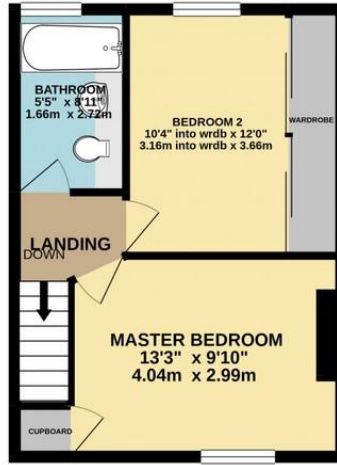 BATHROOM
5'5" x 8'11"
1.66m x 2.72m
BEDROOM 2
10'4" into wrdb x 12'0"
3.16m into wrdb x 3.66m
WARDROBE
LANDING
DOWN
MASTER BEDROOM
13'3" x 9'10"
4.04m x 2.99m
CUPBOARD